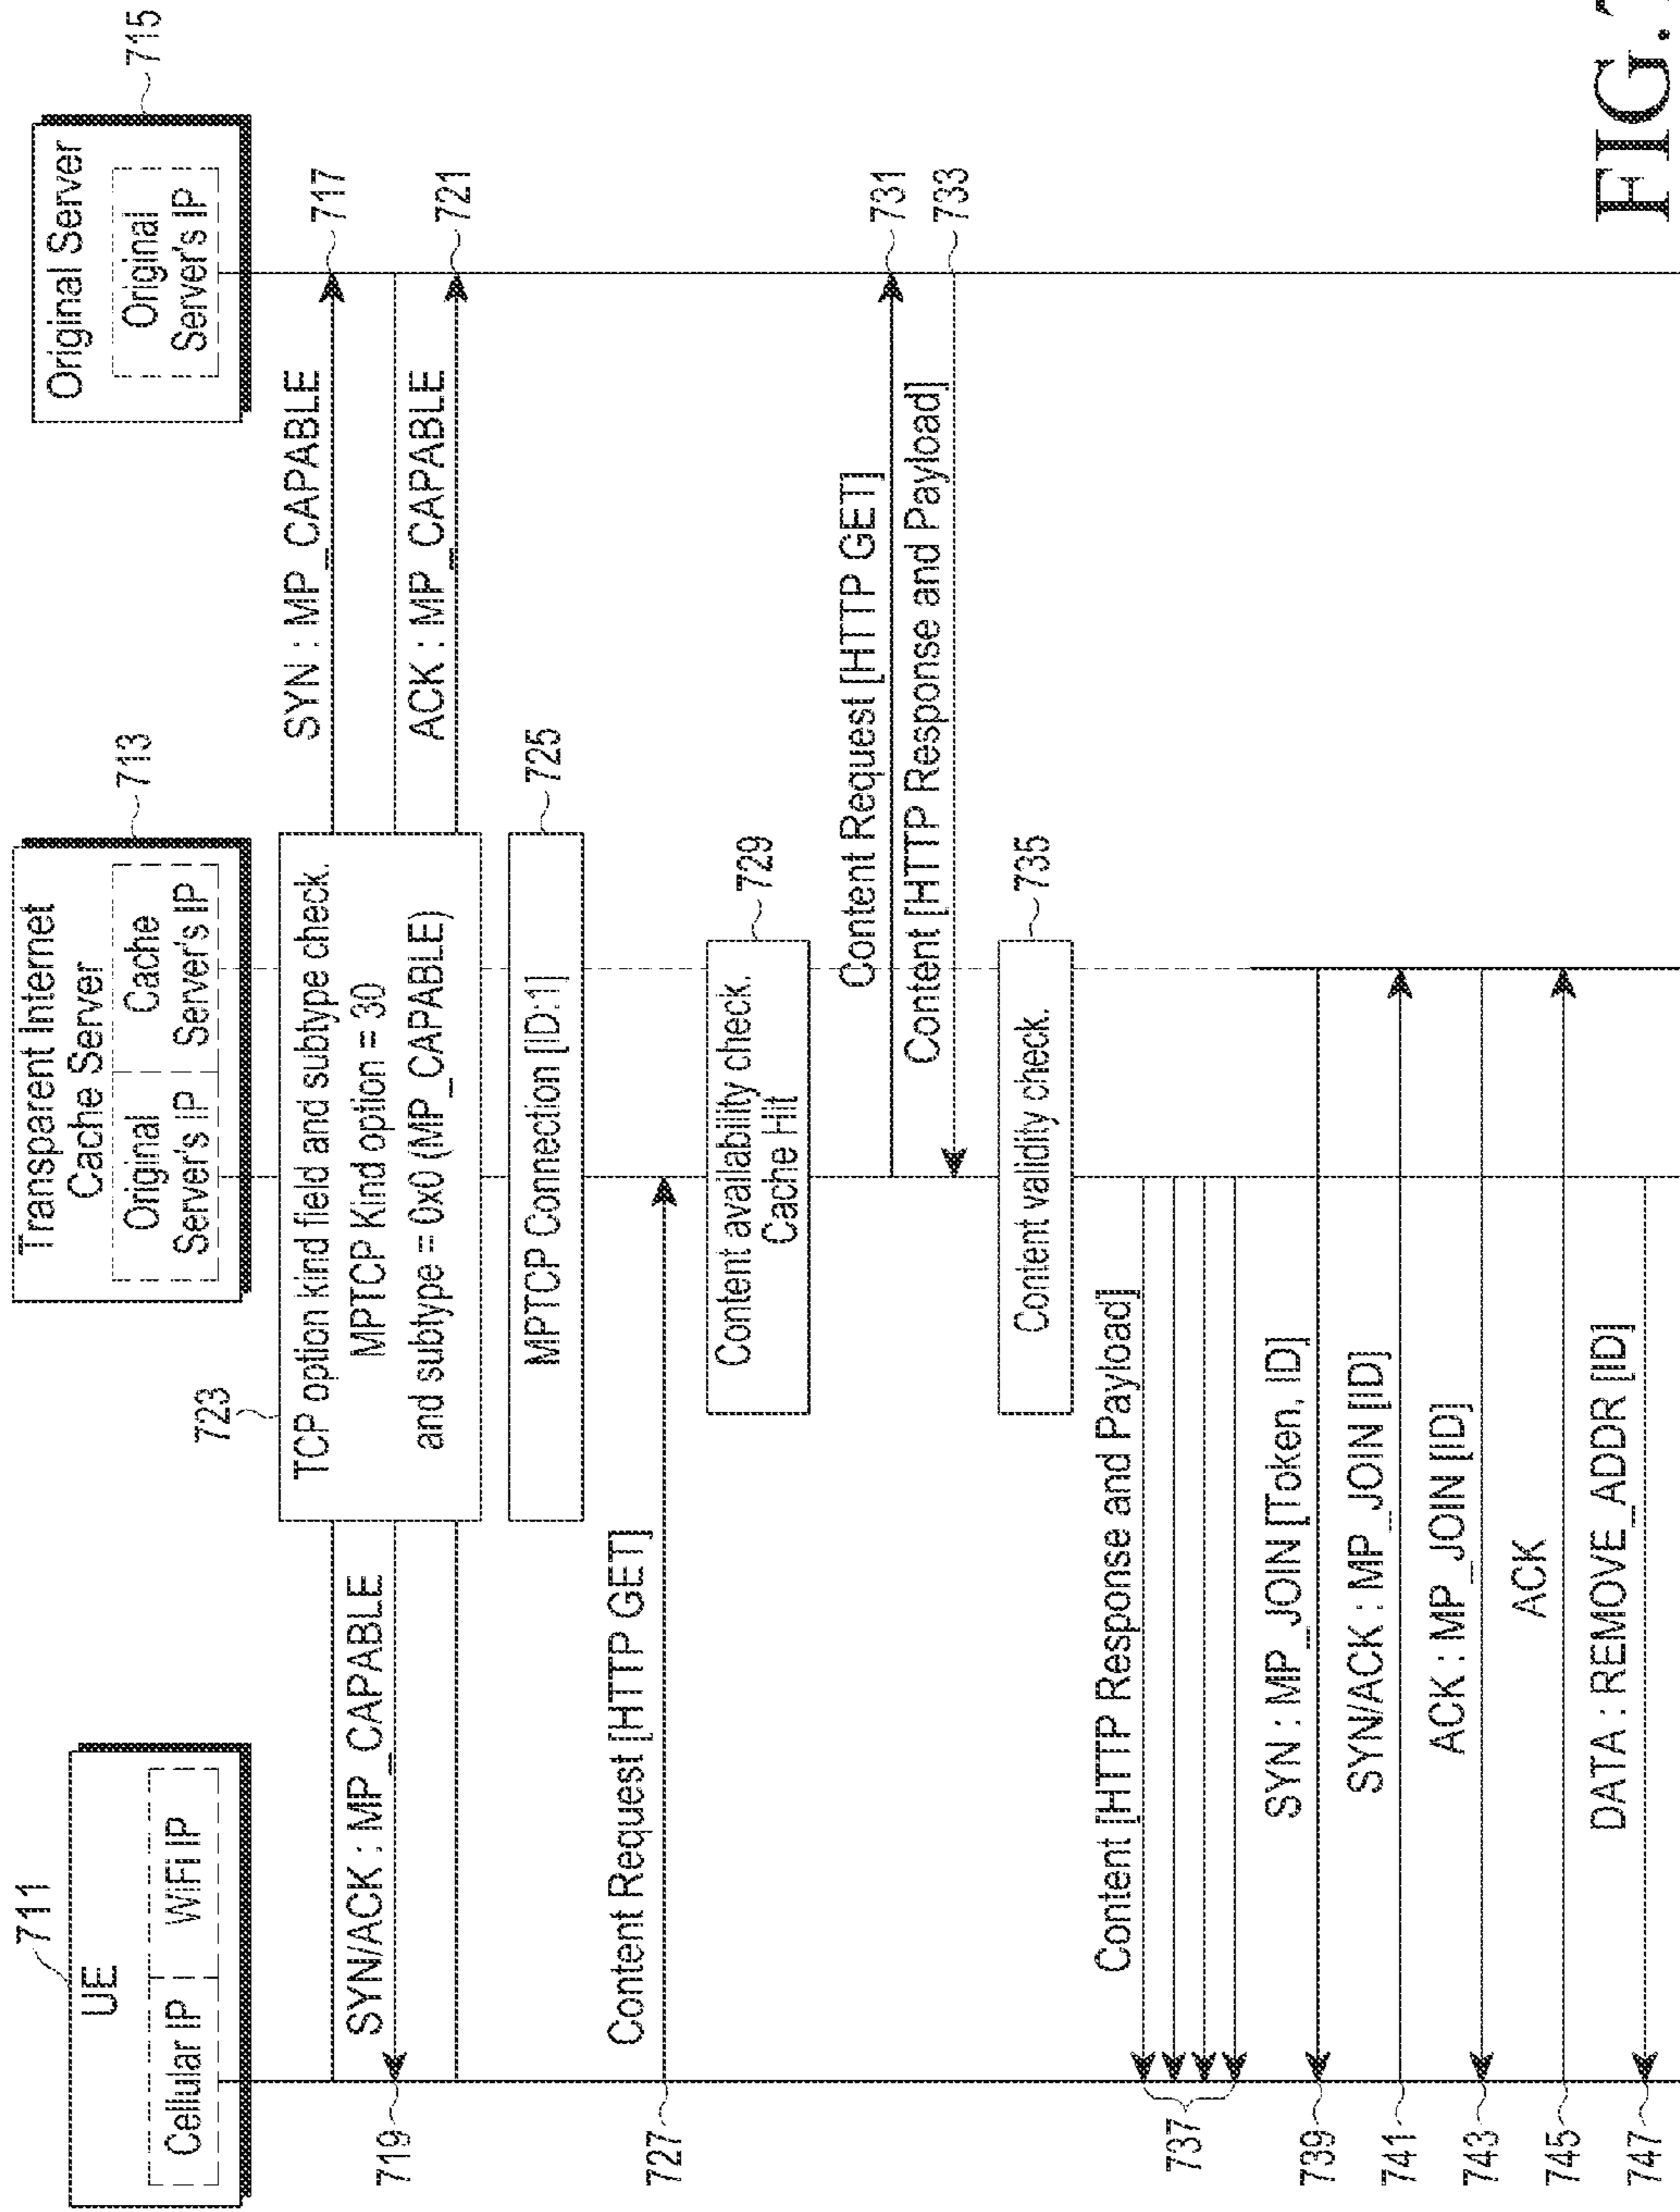 711
UE
Cellular IP
WiFi IP
713
Transparent Internet
Cache Server
Original
Server's IP
Cache
Server's IP
715
Original Server
Original
Server's IP
SYN : MP_CAPABLE
717
SYN/ACK : MP_CAPABLE
719
ACK : MP_CAPABLE
721
723
TCP option kind field and subtype check.
MPTCP Kind option = 30
and subtype = 0x0 (MP_CAPABLE)
MPTCP Connection [ID:1]
725
Content Request [HTTP GET]
727
Content availability check.
Cache Hit
729
Content Request [HTTP GET]
731
Content [HTTP Response and Payload]
733
Content validity check.
735
Content [HTTP Response and Payload]
737
SYN : MP_JOIN [Token, ID]
739
SYN/ACK : MP_JOIN [ID]
741
ACK : MP_JOIN [ID]
743
ACK
745
DATA : REMOVE_ADDR [ID]
747
FIG.